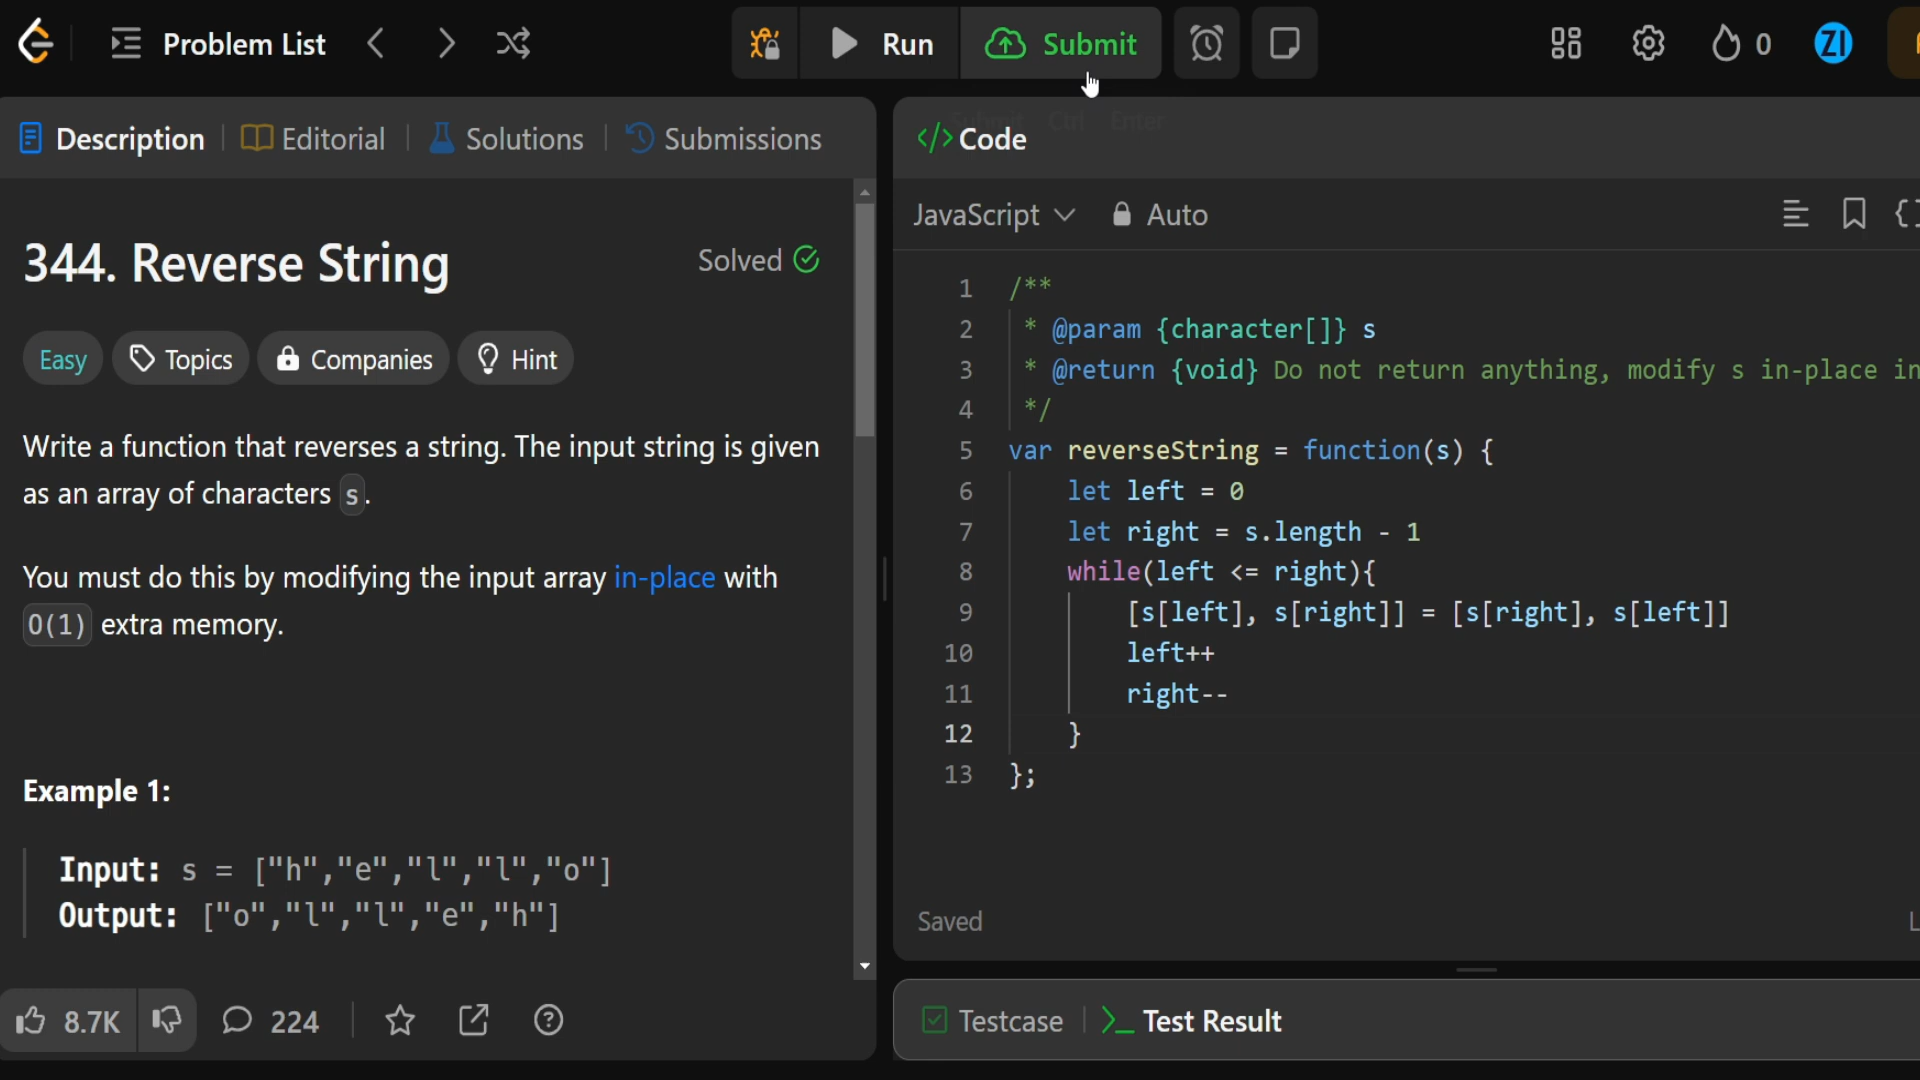 Problem List
Run
Submit
0
ZI
Description
Editorial
Solutions
Submissions
Submit Ctrl Enter
</> Code
JavaScript
Auto
344. Reverse String
Solved
Easy
Topics
Companies
Hint
Write a function that reverses a string. The input string is given
as an array of characters s.
You must do this by modifying the input array in-place with
O(1) extra memory.
Example 1:
Input: s = ["h","e","l","l","o"]
Output: ["o","l","l","e","h"]
8.7K
224
1 /**
2 * @param {character[]} s
3 * @return {void} Do not return anything, modify s in-place in
4 */
5 var reverseString = function(s) {
6 let left = 0
7 let right = s.length - 1
8 while(left <= right){
9 [s[left], s[right]] = [s[right], s[left]]
10 left++
11 right--
12 }
13 };
Saved
L
Testcase
Test Result